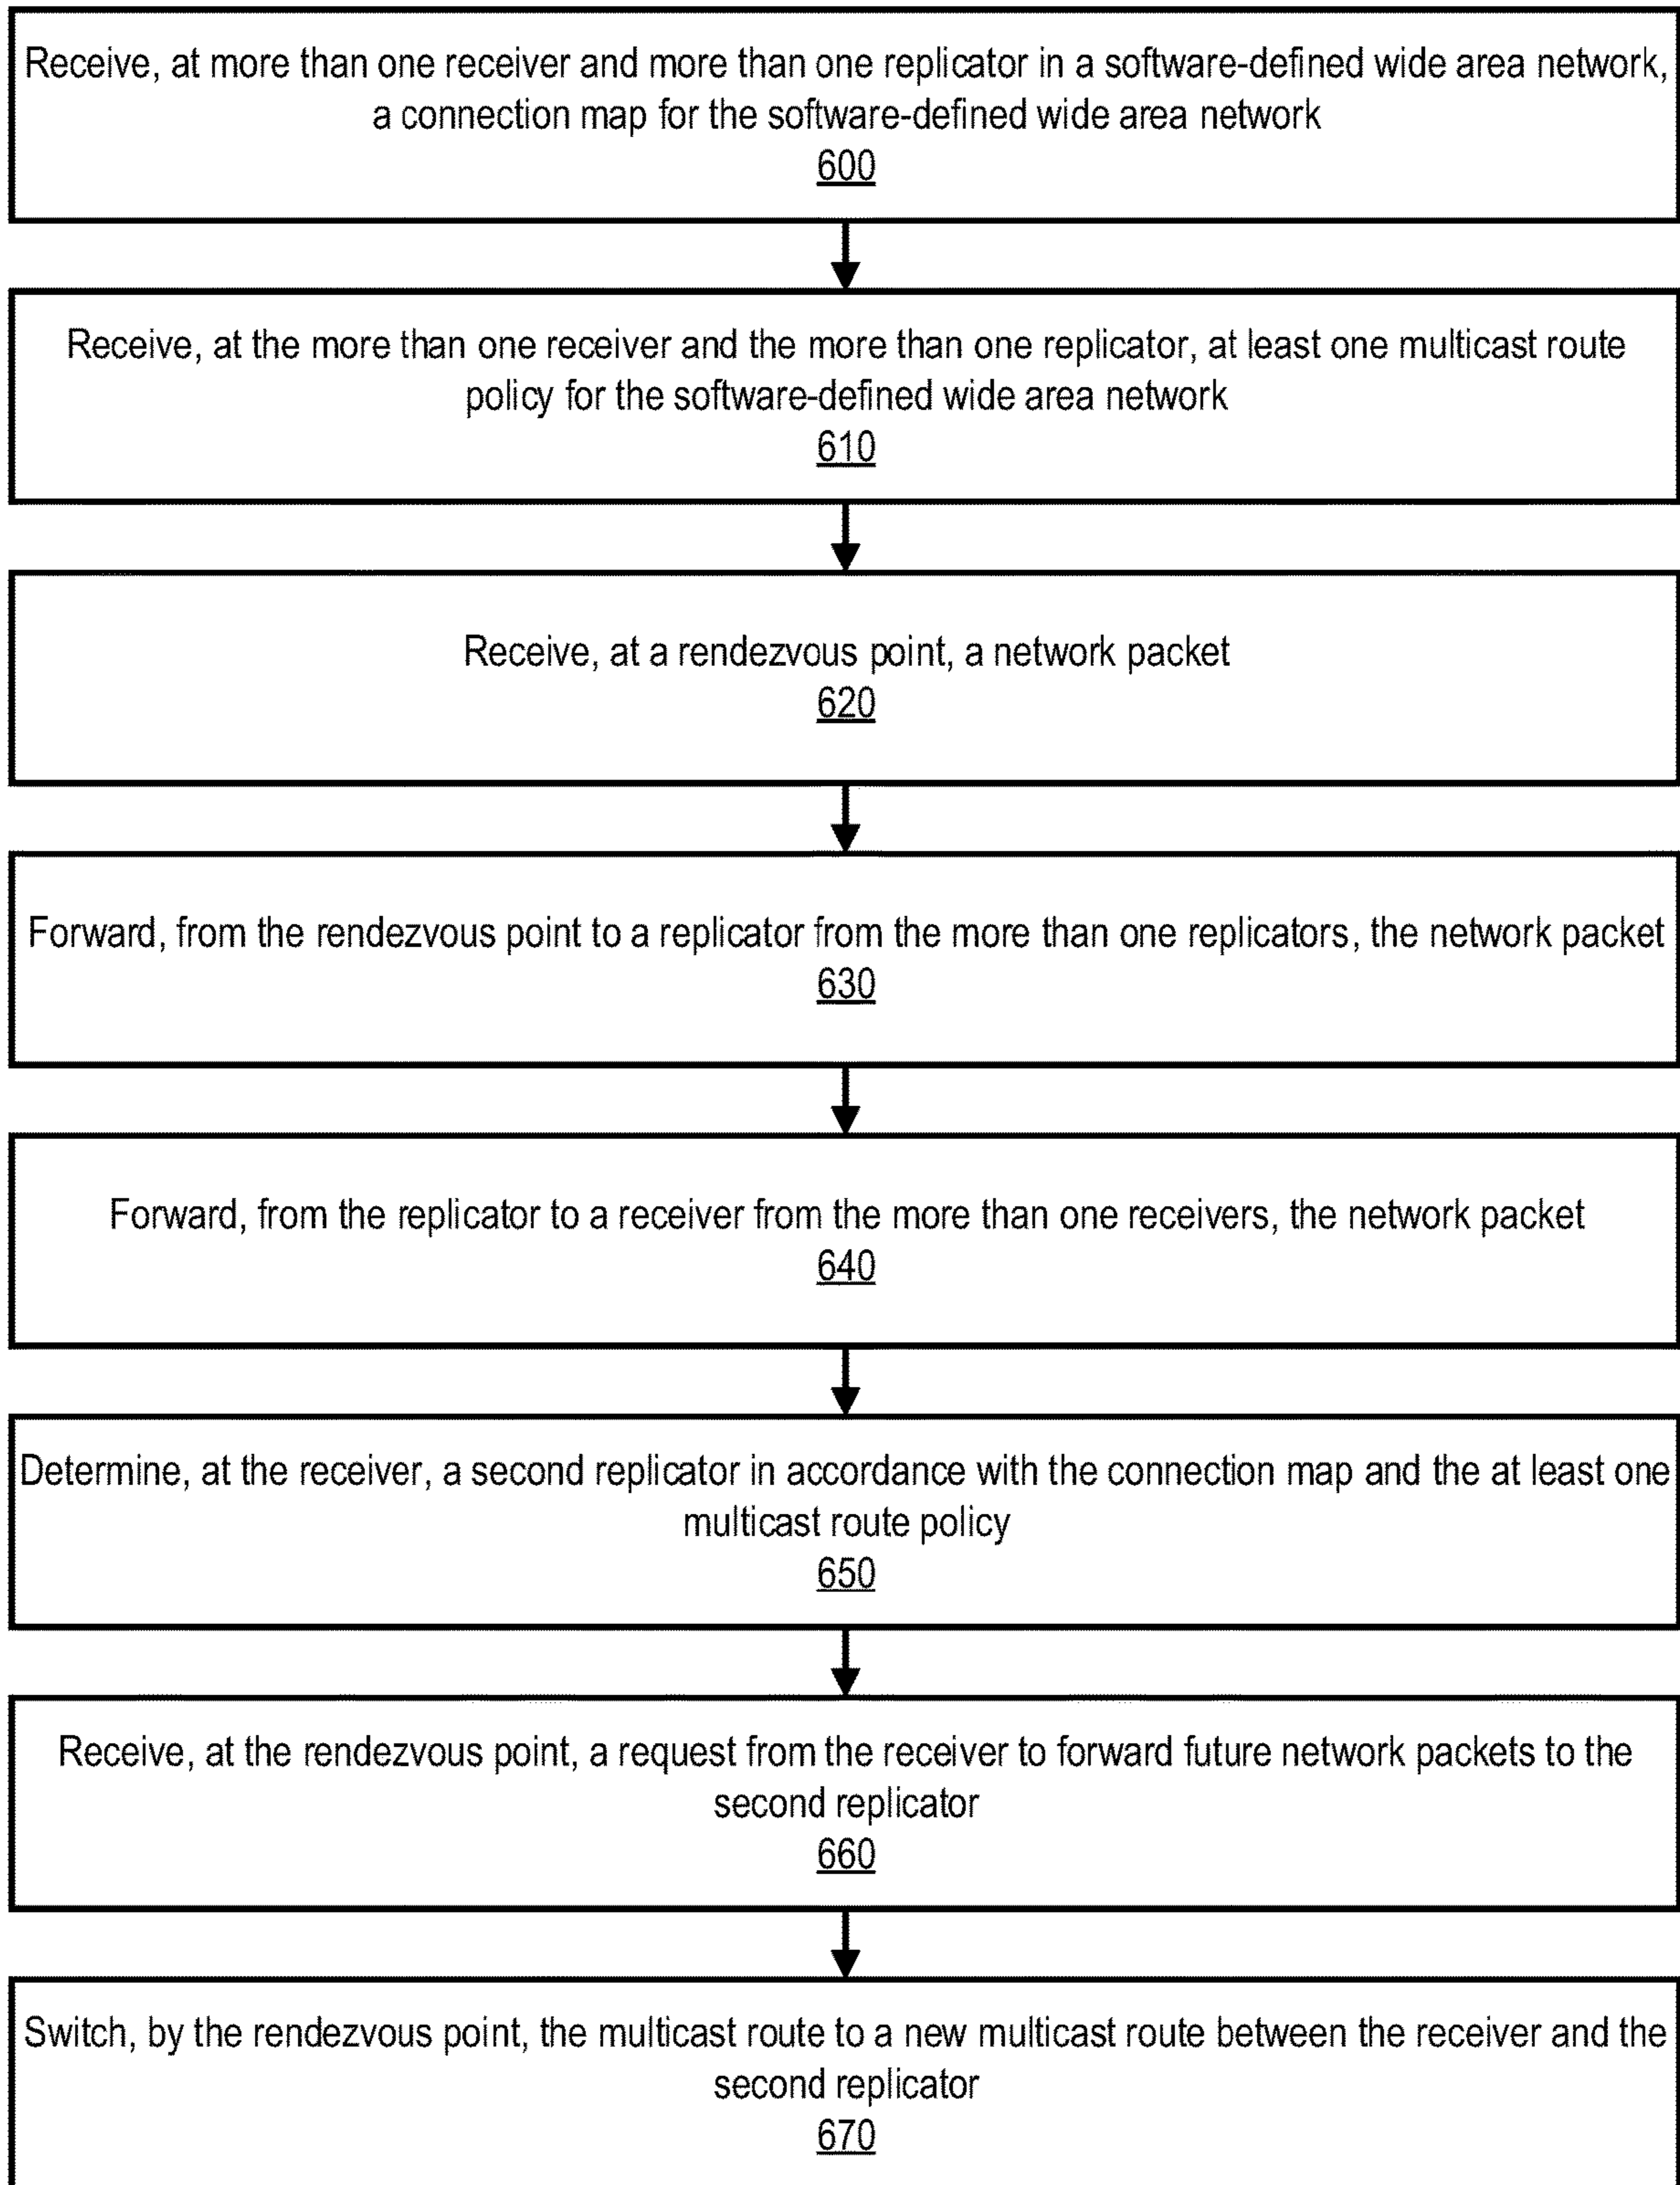 Receive, at more than one receiver and more than one replicator in a software-defined wide area network,
a connection map for the software-defined wide area network
600
Receive, at the more than one receiver and the more than one replicator, at least one multicast route
policy for the software-defined wide area network
610
Receive, at a rendezvous point, a network packet
620
Forward, from the rendezvous point to a replicator from the more than one replicators, the network packet
630
Forward, from the replicator to a receiver from the more than one receivers, the network packet
640
Determine, at the receiver, a second replicator in accordance with the connection map and the at least one
multicast route policy
650
Receive, at the rendezvous point, a request from the receiver to forward future network packets to the
second replicator
660
Switch, by the rendezvous point, the multicast route to a new multicast route between the receiver and the
second replicator
670